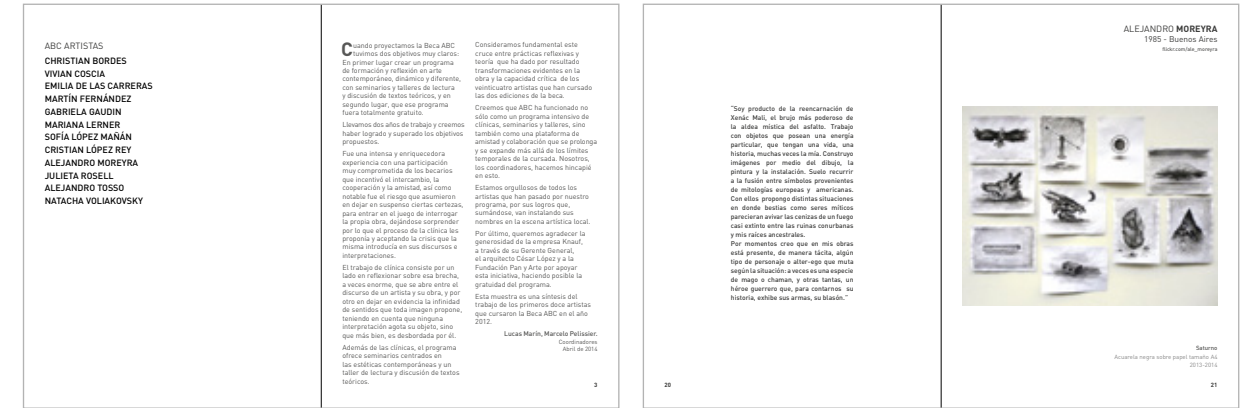 ABC ARTISTAS
CHRISTIAN BORDES
VIVIAN COSCIA
EMILIA DE LAS CARRERAS
MARTÍN FERNÁNDEZ
GABRIELA GAUDIN
MARIANA LERNER
SOFÍA LÓPEZ MAÑÁN
CRISTIAN LÓPEZ REY
ALEJANDRO MOREYRA
JULIETA ROSELL
ALEJANDRO TOSSO
NATACHA VOLIAKOVSKY
Cuando proyectamos la Beca ABC
tuvimos dos objetivos muy claros:
En primer lugar crear un programa
de formación y reflexión en arte
contemporáneo, dinámico y diferente,
con seminarios y talleres de lectura
y discusión de textos teóricos, y en
segundo lugar, que ese programa
fuera totalmente gratuito.
Llevamos dos años de trabajo y creemos
haber logrado y superado los objetivos
propuestos.
Fue una intensa y enriquecedora
experiencia con una participación
muy comprometida de los becarios
que incentivó el intercambio, la
cooperación y la amistad, así como
notable fue el riesgo que asumieron
en dejar en suspenso ciertas certezas,
para entrar en el juego de interrogar
la propia obra, dejándose sorprender
por lo que el proceso de la clínica les
proponía y aceptando la crisis que la
misma introducía en sus discursos e
interpretaciones.
El trabajo de clínica consiste por un
lado en reflexionar sobre esa brecha,
a veces enorme, que se abre entre el
discurso de un artista y su obra, y por
otro en dejar en evidencia la infinidad
de sentidos que toda imagen propone,
teniendo en cuenta que ninguna
interpretación agota su objeto, sino
que más bien, es desbordada por él.
Además de las clínicas, el programa
ofrece seminarios centrados en
las estéticas contemporáneas y un
taller de lectura y discusión de textos
teóricos.
Consideramos fundamental este
cruce entre prácticas reflexivas y
teoría que ha dado por resultado
transformaciones evidentes en la
obra y la capacidad crítica de los
veinticuatro artistas que han cursado
las dos ediciones de la beca.
Creemos que ABC ha funcionado no
sólo como un programa intensivo de
clínicas, seminarios y talleres, sino
también como una plataforma de
amistad y colaboración que se prolonga
y se expande más allá de los límites
temporales de la cursada. Nosotros,
los coordinadores, hacemos hincapié
en esto.
Estamos orgullosos de todos los
artistas que han pasado por nuestro
programa, por sus logros que,
sumándose, van instalando sus
nombres en la escena artística local.
Por último, queremos agradecer la
generosidad de la empresa Knauf,
a través de su Gerente General,
el arquitecto César López y a la
Fundación Pan y Arte por apoyar
esta iniciativa, haciendo posible la
gratuidad del programa.
Esta muestra es una síntesis del
trabajo de los primeros doce artistas
que cursaron la Beca ABC en el año
2012.
Lucas Marín, Marcelo Pelissier.
Coordinadores
Abril de 2014
3
"Soy producto de la reencarnación de
Xenác Mali, el brujo más poderoso de
la aldea mística del asfalto. Trabajo
con objetos que posean una energía
particular, que tengan una vida, una
historia, muchas veces la mía. Construyo
imágenes por medio del dibujo, la
pintura y la instalación. Suelo recurrir
a la fusión entre símbolos provenientes
de mitologías europeas y americanas.
Con ellos propongo distintas situaciones
en donde bestias como seres míticos
parecieran avivar las cenizas de un fuego
casi extinto entre las ruinas conurbanas
y mis raíces ancestrales.
Por momentos creo que en mis obras
está presente, de manera tácita, algún
tipo de personaje o alter-ego que muta
según la situación: a veces es una especie
de mago o chaman, y otras tantas, un
héroe guerrero que, para contarnos su
historia, exhibe sus armas, su blasón."
20
ALEJANDRO MOREYRA
1985 - Buenos Aires
flickr.com/ale_moreyra
Saturno
Acuarela negra sobre papel tamaño A4
2013-2014
21